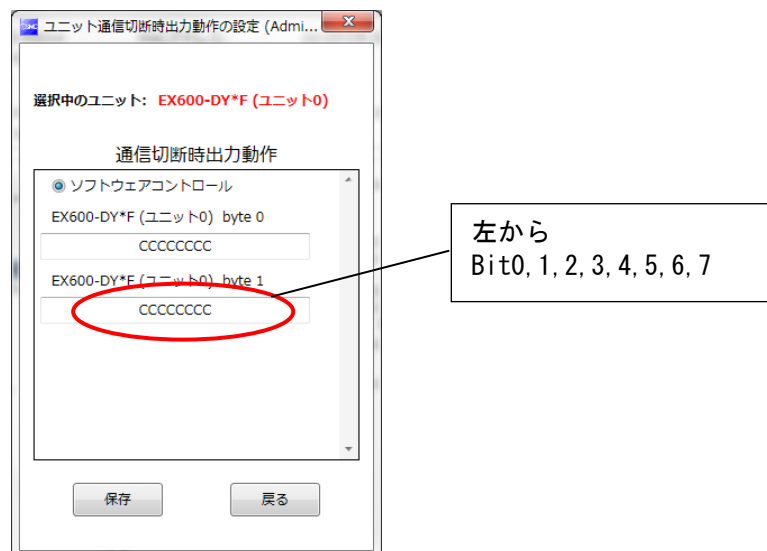 ユニット通信切断時出力動作の設定 (Admi...
選択中のユニット: EX600-DY*F (ユニット0)
通信切断時出力動作
ソフトウェアコントロール
EX600-DY*F (ユニット0) byte 0
CCCCCCCC
EX600-DY*F (ユニット0) byte 1
CCCCCCCC
左から
Bit0,1,2,3,4,5,6,7
保存
戻る